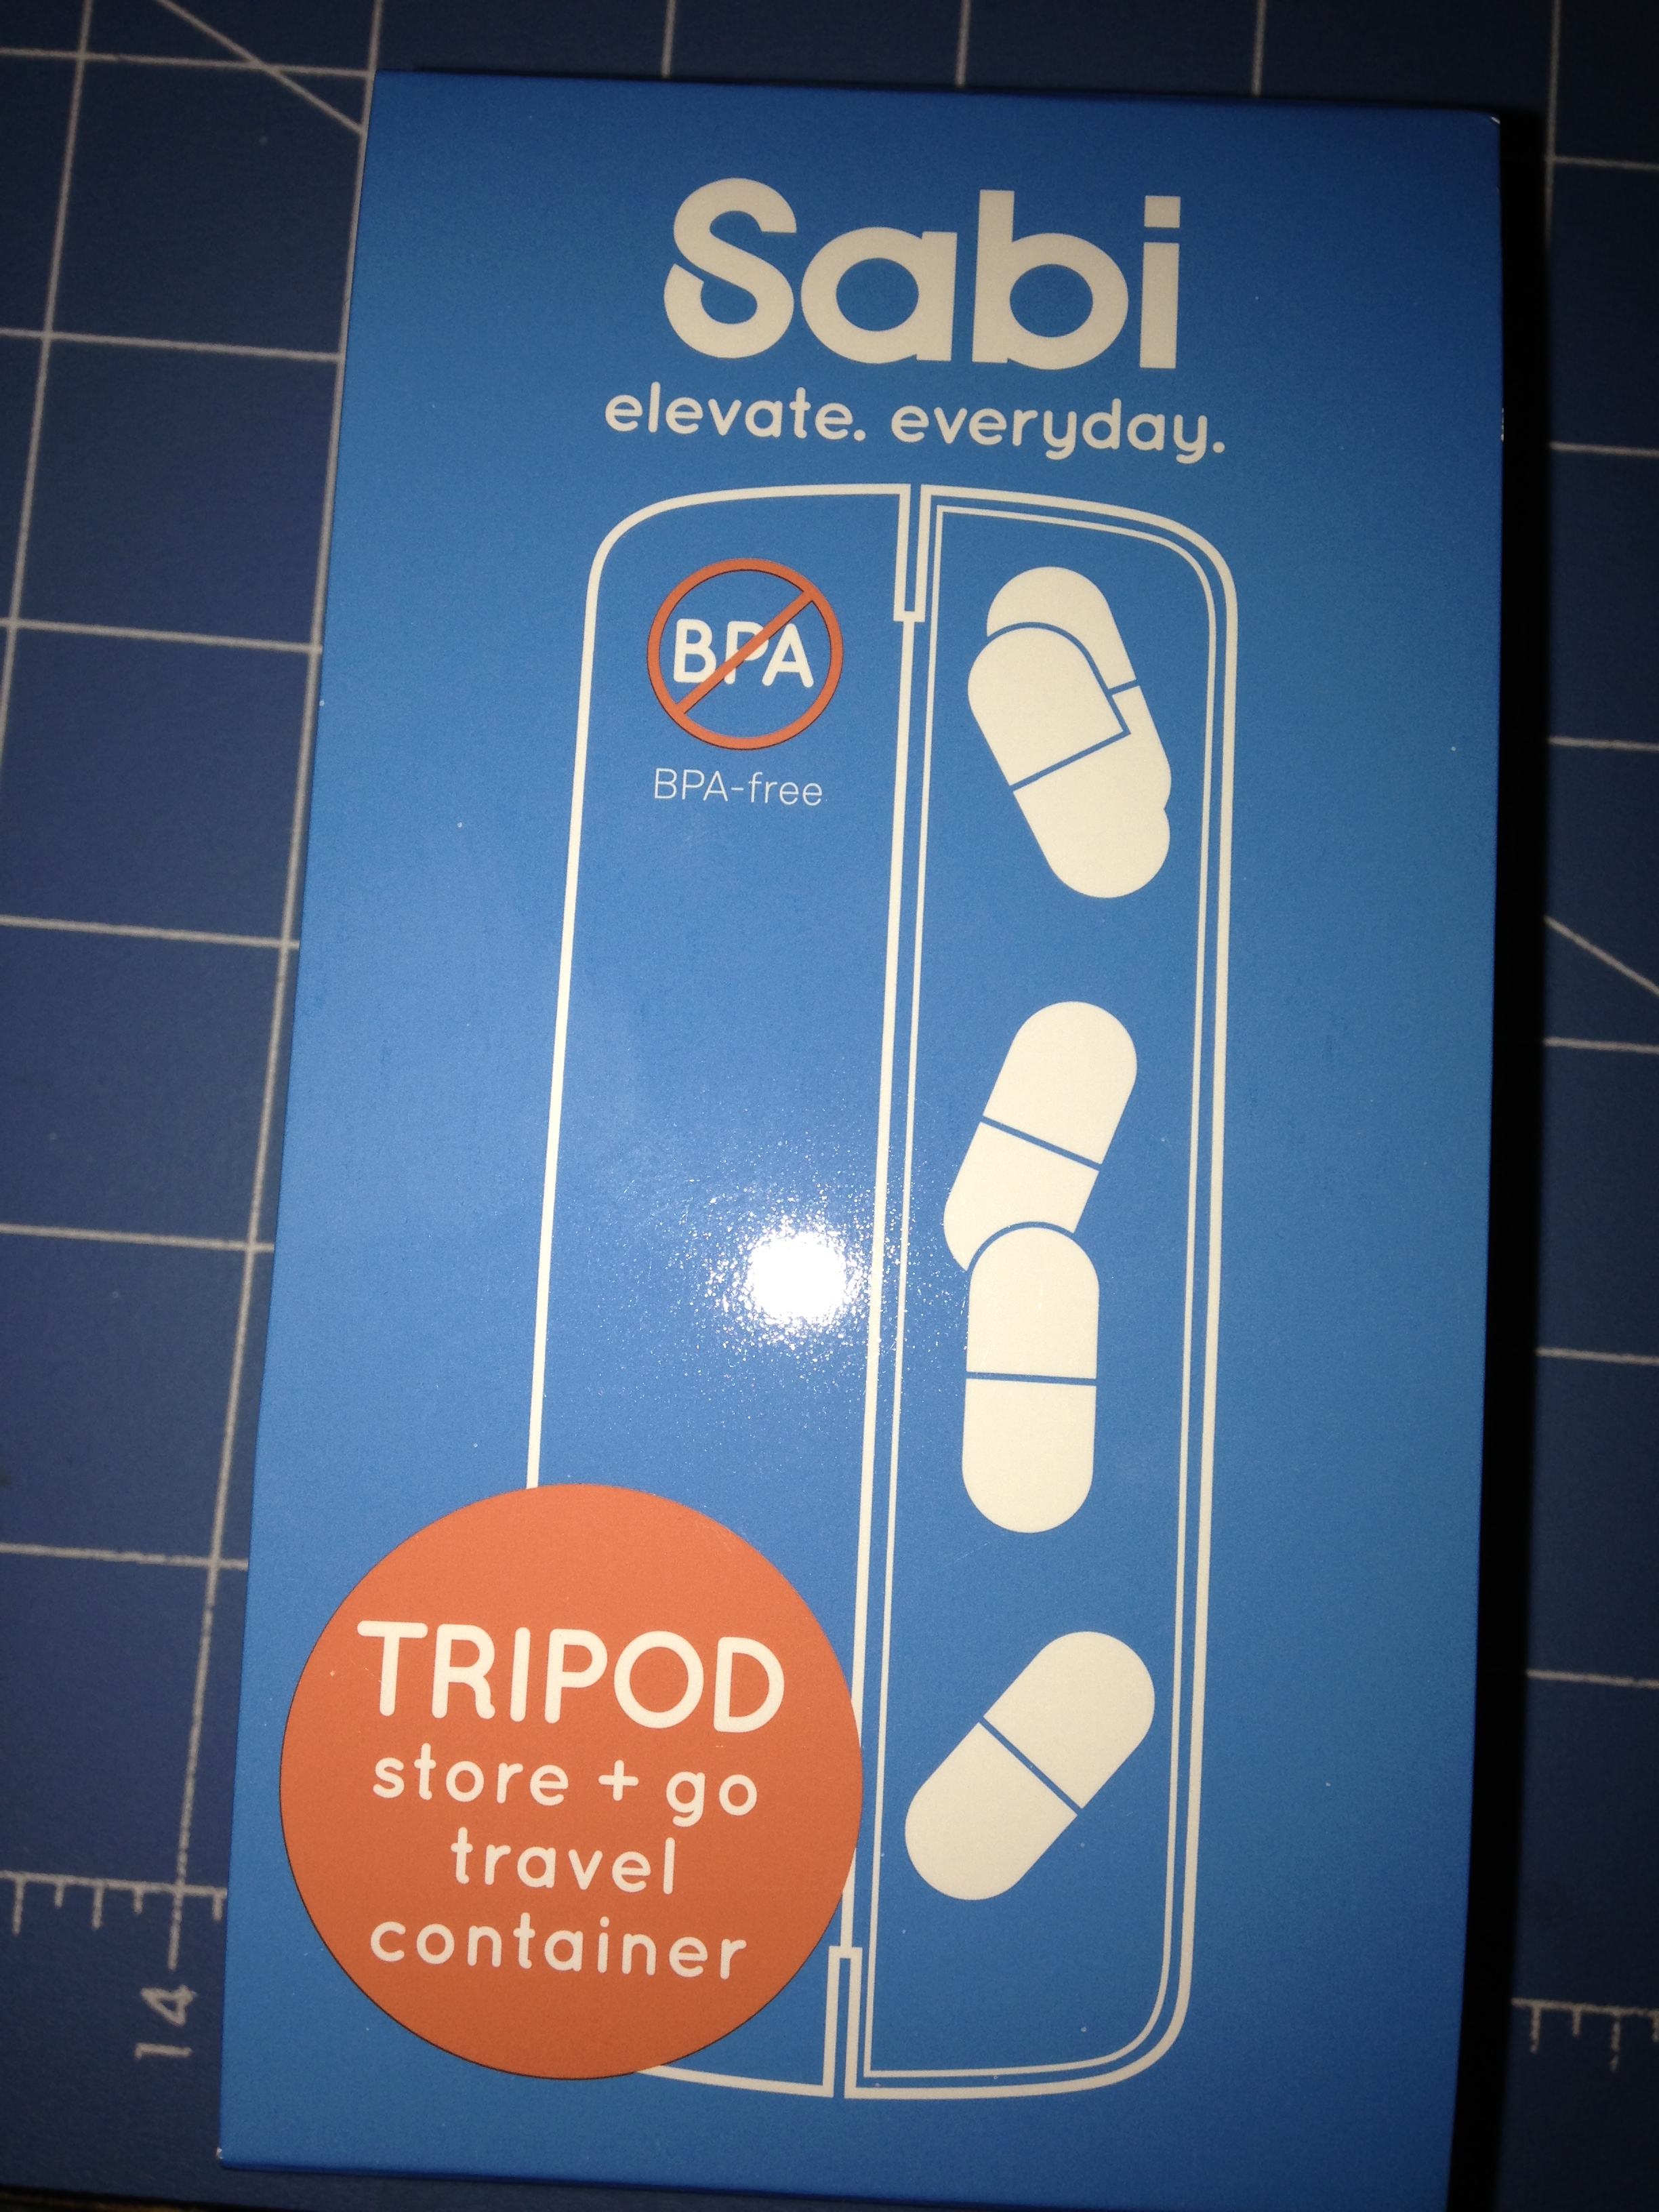 Sabi
elevate. everyday.
BPA
BPA-free
TRIPOD
store + go
travel
container
14